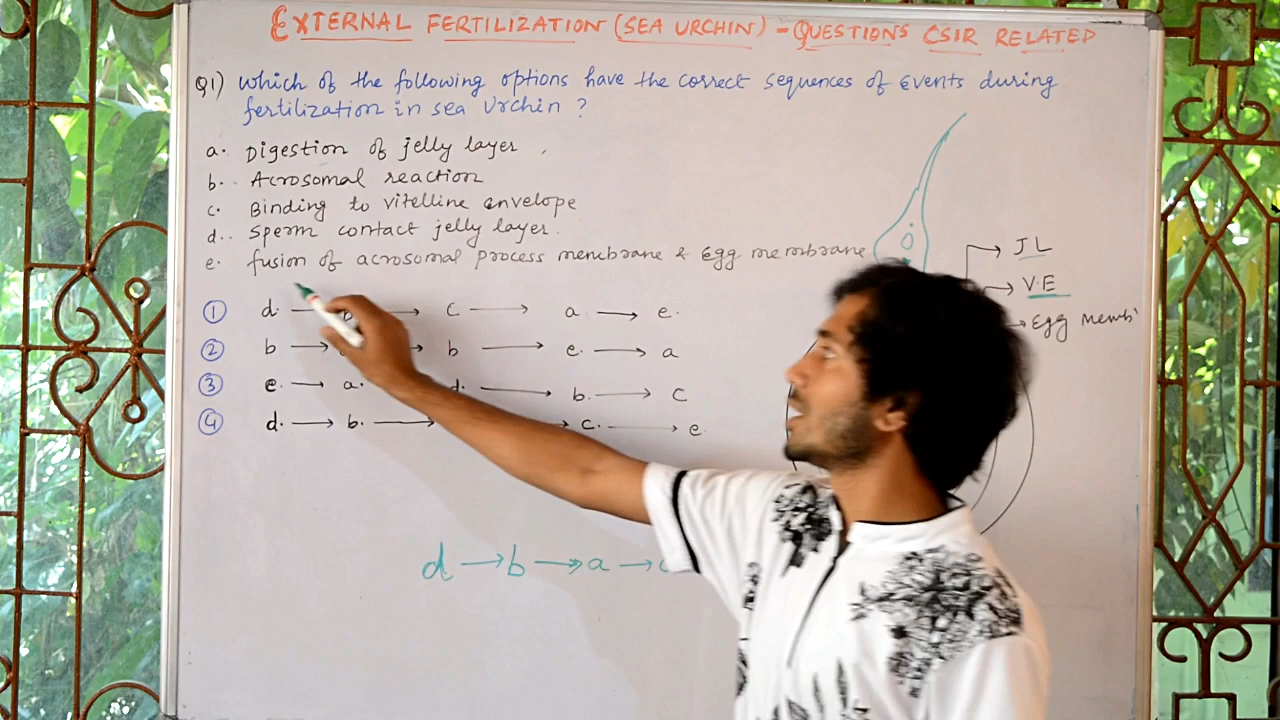 EXTERNAL FERTILIZATION (SEA URCHIN) - QUESTIONS CSIR RELATED
Q1) Which of the following options have the correct sequences of Events during
fertilization in sea Urchin ?
a. Digestion of jelly layer
b. Acrosomal reaction
c. Binding to vitelline envelope
d. Sperm contact jelly layer.
e. fusion of acrosomal process membrane & Egg membrane
JL
V.E
Egg memb'
1 d. → b → c → a → e.
2 b → → b → e. → a
3 e. → a. d. → b. → C
4 d. → b. → → c. → e.
d → b → a →